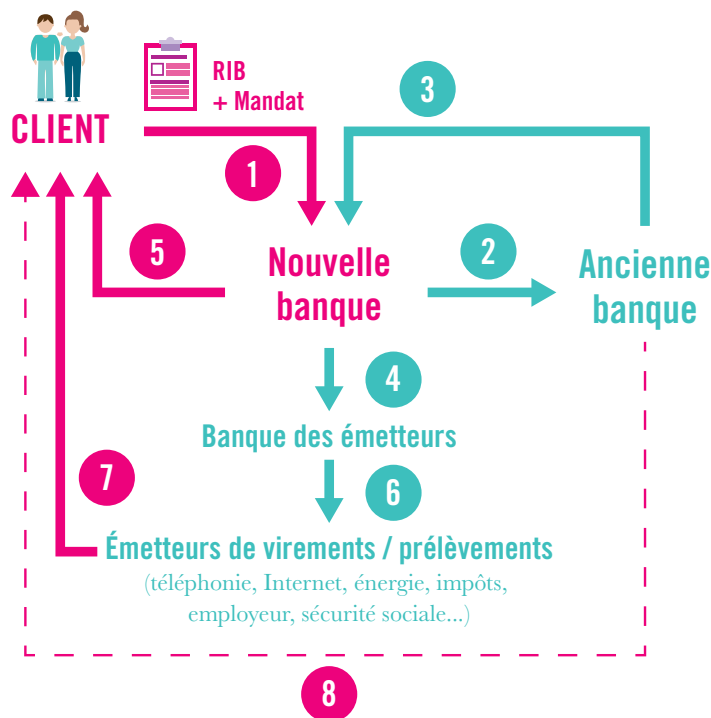 RIB
+ Mandat
CLIENT
1
3
5
Nouvelle
banque
2
Ancienne
banque
4
Banque des émetteurs
6
7
Émetteurs de virements / prélèvements
(téléphonie, Internet, énergie, impôts,
employeur, sécurité sociale...)
8